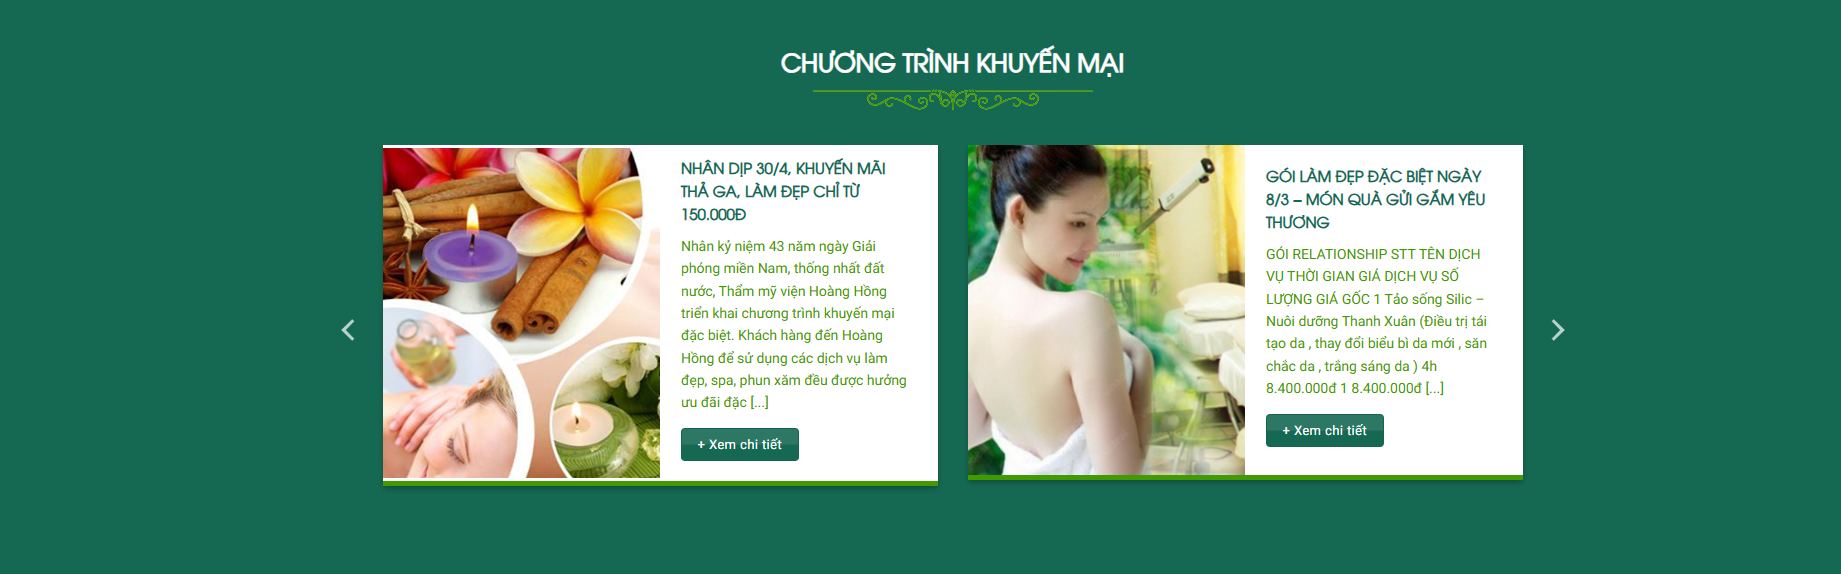 CHƯƠNG TRÌNH KHUYẾN MẠI
NHÂN DỊP 30/4, KHUYẾN MÃI
THẢ GA, LÀM ĐẸP CHỈ TỪ
150.000Đ
Nhân kỷ niệm 43 năm ngày Giải
phóng miền Nam, thống nhất đất
nước, Thẩm mỹ viện Hoàng Hồng
triển khai chương trình khuyến mại
đặc biệt. Khách hàng đến Hoàng
Hồng để sử dụng các dịch vụ làm
đẹp, spa, phun xăm đều được hưởng
ưu đãi đặc [...]
+ Xem chi tiết
GÓI LÀM ĐẸP ĐẶC BIỆT NGÀY
8/3 – MÓN QUÀ GỬI GẮM YÊU
THƯƠNG
GÓI RELATIONSHIP STT TÊN DỊCH
VỤ THỜI GIAN GIÁ DỊCH VỤ SỐ
LƯỢNG GIÁ GỐC 1 Tảo sống Silic –
Nuôi dưỡng Thanh Xuân (Điều trị tái
tạo da , thay đổi biểu bì da mới , săn
chắc da , trắng sáng da ) 4h
8.400.000đ 1 8.400.000đ [...]
+ Xem chi tiết